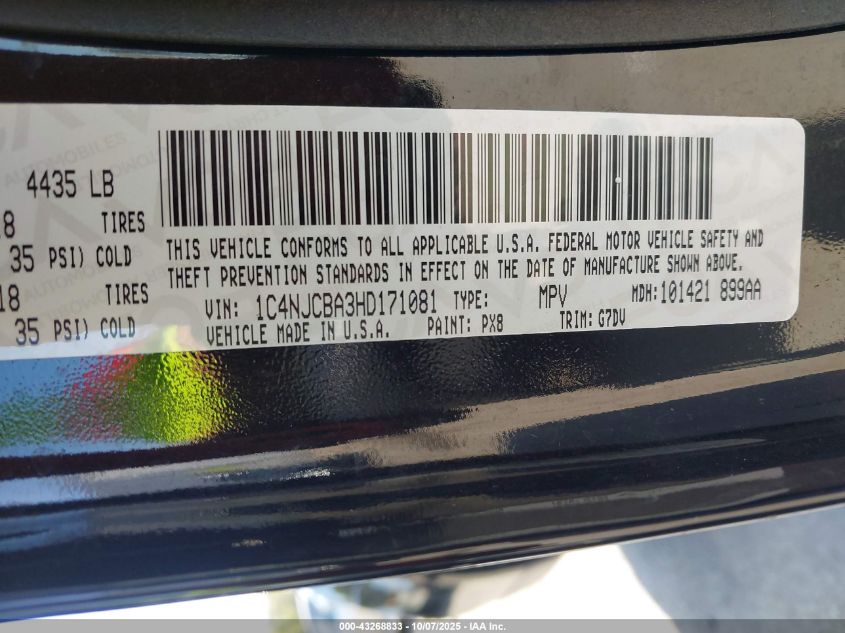 4435 LB
18 TIRES
35 PSI) COLD
18 TIRES
35 PSI) COLD
THIS VEHICLE CONFORMS TO ALL APPLICABLE U.S.A. FEDERAL MOTOR VEHICLE SAFETY AND
THEFT PREVENTION STANDARDS IN EFFECT ON THE DATE OF MANUFACTURE SHOWN ABOVE.
VIN: 1C4NJCBA3HD171081 TYPE: MPV MDH:101421 899AA
VEHICLE MADE IN U.S.A. PAINT: PX8 TRIM: G7DV
000-43268833 - 10/07/2025 - IAA Inc.